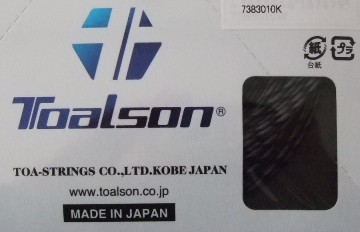 7383010K
紙
プラ
台紙
Toalson®
TOA-STRINGS CO.,LTD.KOBE JAPAN
www.toalson.co.jp
MADE IN JAPAN